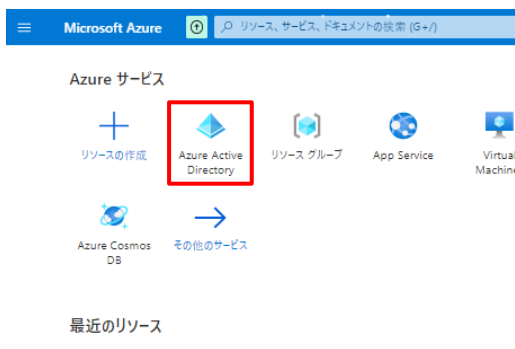 Microsoft Azure
リソース、サービス、ドキュメントの検索 (G+/)
Azure サービス
リソースの作成
Azure Active
Directory
リソース グループ
App Service
Virtual
Machine
Azure Cosmos
DB
その他のサービス
最近のリソース